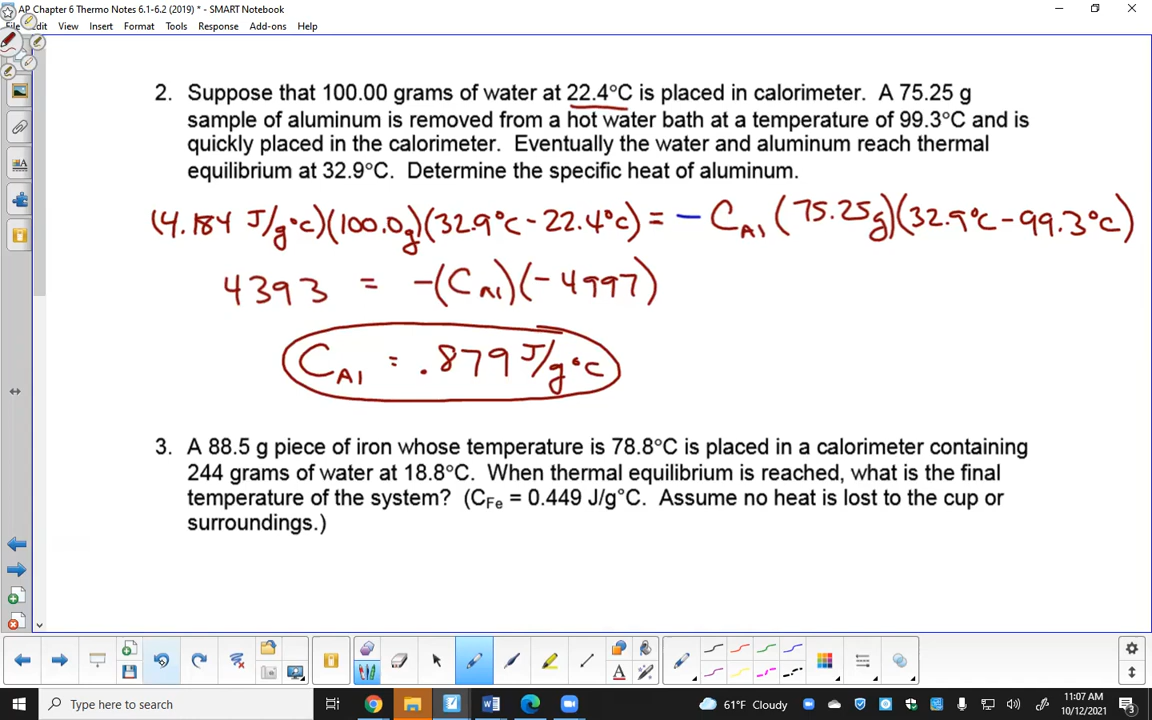 AP Chapter 6 Thermo Notes 6.1-6.2 (2019) * - SMART Notebook
File Edit View Insert Format Tools Response Add-ons Help
2. Suppose that 100.00 grams of water at 22.4°C is placed in calorimeter. A 75.25 g
sample of aluminum is removed from a hot water bath at a temperature of 99.3°C and is
quickly placed in the calorimeter. Eventually the water and aluminum reach thermal
equilibrium at 32.9°C. Determine the specific heat of aluminum.
(4.184 J/g°C)(100.0g)(32.9°C - 22.4°C) = - C Al (75.25g)(32.9°C - 99.3°C)
4393 = -(C Al)(-4997)
C Al = .879 J/g°C
3. A 88.5 g piece of iron whose temperature is 78.8°C is placed in a calorimeter containing
244 grams of water at 18.8°C. When thermal equilibrium is reached, what is the final
temperature of the system? (CFe = 0.449 J/g°C. Assume no heat is lost to the cup or
surroundings.)
Type here to search
61°F Cloudy
11:07 AM
10/12/2021
3